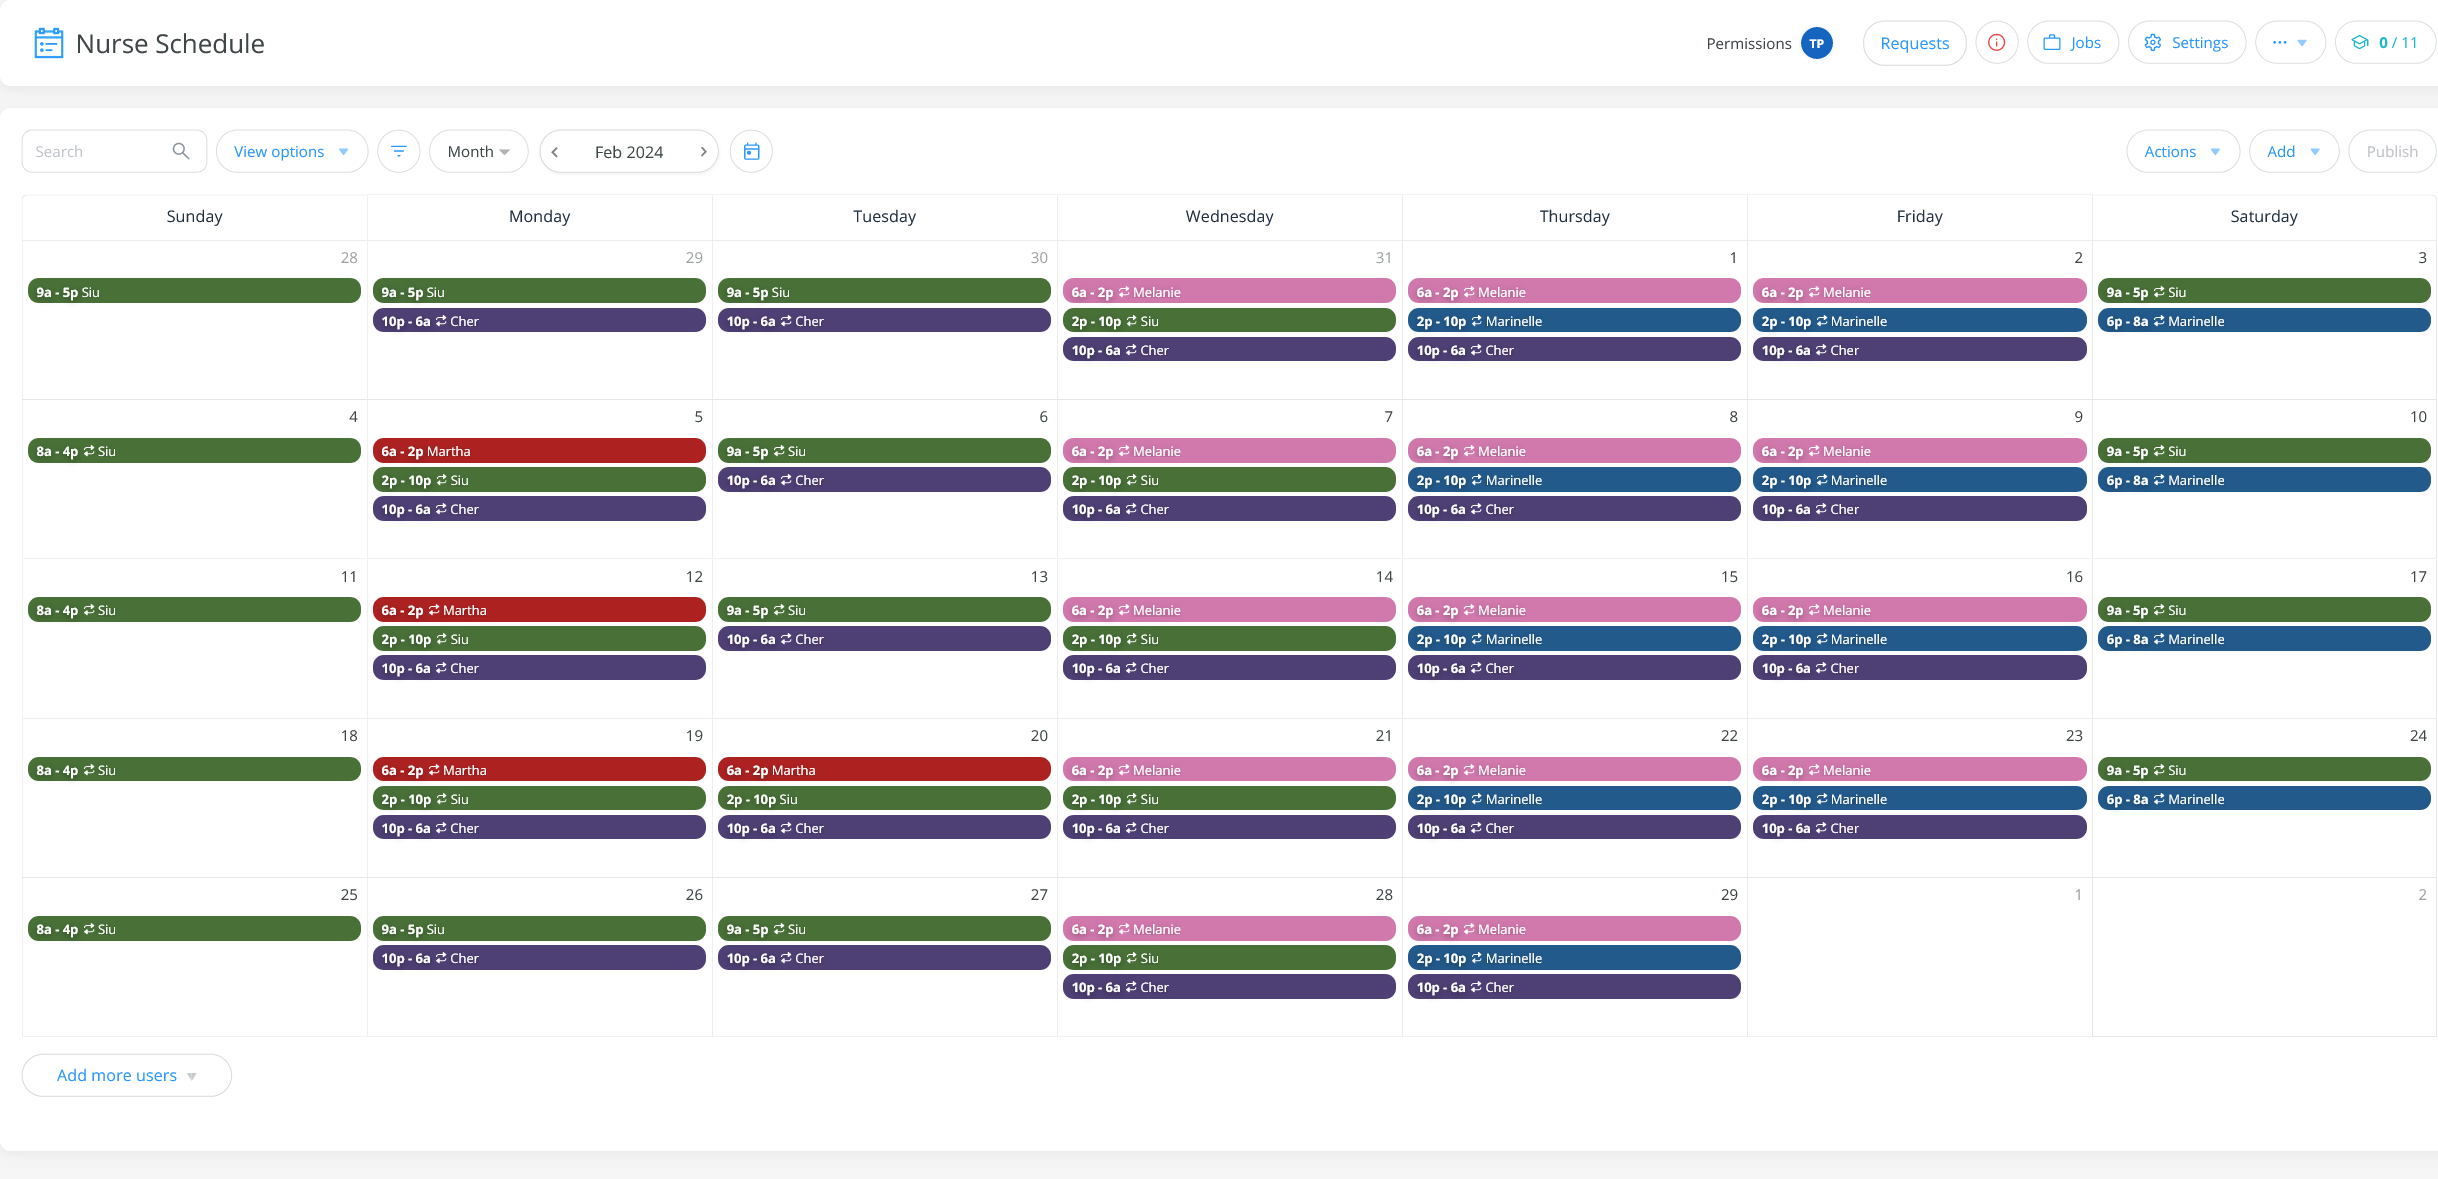 Nurse Schedule
Permissions TP Requests Jobs Settings ... 0 / 11
Search View options Month Feb 2024 Actions Add Publish
Sunday Monday Tuesday Wednesday Thursday Friday Saturday
28 29 30 31 1 2 3
9a - 5p Siu 9a - 5p Siu 9a - 5p Siu 6a - 2p Melanie 6a - 2p Melanie 6a - 2p Melanie 9a - 5p Siu
10p - 6a Cher 10p - 6a Cher 2p - 10p Siu 2p - 10p Marinelle 2p - 10p Marinelle 6p - 8a Marinelle
10p - 6a Cher 10p - 6a Cher 10p - 6a Cher
4 5 6 7 8 9 10
8a - 4p Siu 6a - 2p Martha 9a - 5p Siu 6a - 2p Melanie 6a - 2p Melanie 6a - 2p Melanie 9a - 5p Siu
2p - 10p Siu 10p - 6a Cher 2p - 10p Siu 2p - 10p Marinelle 2p - 10p Marinelle 6p - 8a Marinelle
10p - 6a Cher 10p - 6a Cher 10p - 6a Cher 10p - 6a Cher
11 12 13 14 15 16 17
8a - 4p Siu 6a - 2p Martha 9a - 5p Siu 6a - 2p Melanie 6a - 2p Melanie 6a - 2p Melanie 9a - 5p Siu
2p - 10p Siu 10p - 6a Cher 2p - 10p Siu 2p - 10p Marinelle 2p - 10p Marinelle 6p - 8a Marinelle
10p - 6a Cher 10p - 6a Cher 10p - 6a Cher 10p - 6a Cher
18 19 20 21 22 23 24
8a - 4p Siu 6a - 2p Martha 6a - 2p Martha 6a - 2p Melanie 6a - 2p Melanie 6a - 2p Melanie 9a - 5p Siu
2p - 10p Siu 2p - 10p Siu 2p - 10p Siu 2p - 10p Marinelle 2p - 10p Marinelle 6p - 8a Marinelle
10p - 6a Cher 10p - 6a Cher 10p - 6a Cher 10p - 6a Cher 10p - 6a Cher
25 26 27 28 29 1 2
8a - 4p Siu 9a - 5p Siu 9a - 5p Siu 6a - 2p Melanie 6a - 2p Melanie
10p - 6a Cher 10p - 6a Cher 2p - 10p Siu 2p - 10p Marinelle
10p - 6a Cher 10p - 6a Cher
Add more users